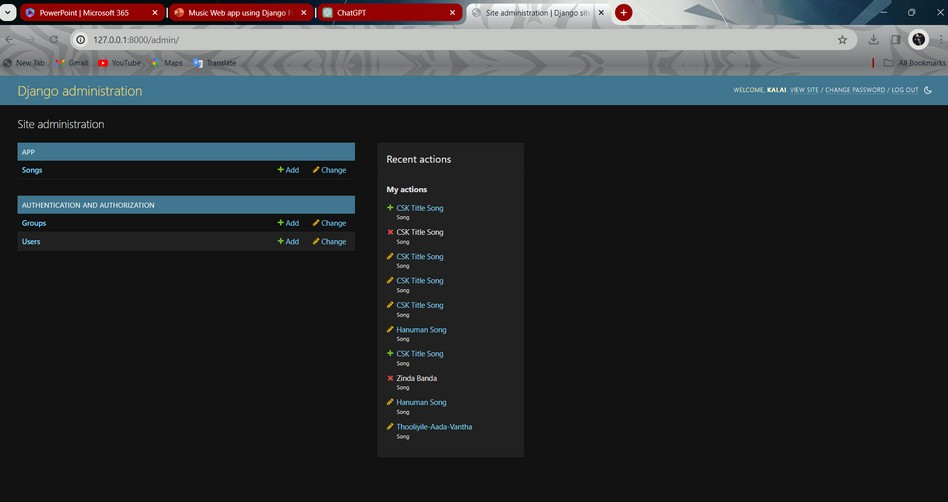 PowerPoint | Microsoft 365
Music Web app using Django F
ChatGPT
Site administration | Django sit
127.0.0.1:8000/admin/
New Tab
Gmail
YouTube
Maps
Translate
All Bookmarks
Django administration
WELCOME, KALAI. VIEW SITE / CHANGE PASSWORD / LOG OUT
Site administration
APP
Songs Add Change
AUTHENTICATION AND AUTHORIZATION
Groups Add Change
Users Add Change
Recent actions
My actions
CSK Title Song
Song
CSK Title Song
Song
CSK Title Song
Song
CSK Title Song
Song
CSK Title Song
Song
Hanuman Song
Song
CSK Title Song
Song
Zinda Banda
Song
Hanuman Song
Song
Thooliyile-Aada-Vantha
Song